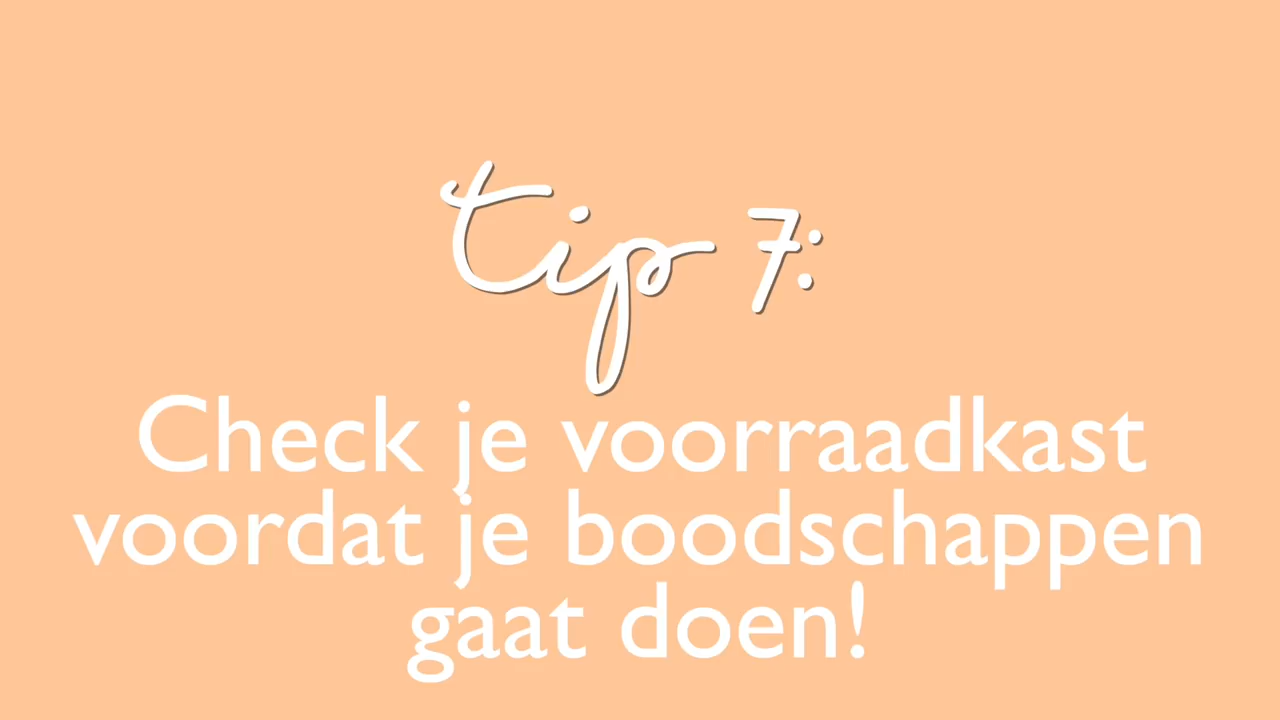 tip 7:
Check je voorraadkast
voordat je boodschappen
gaat doen!